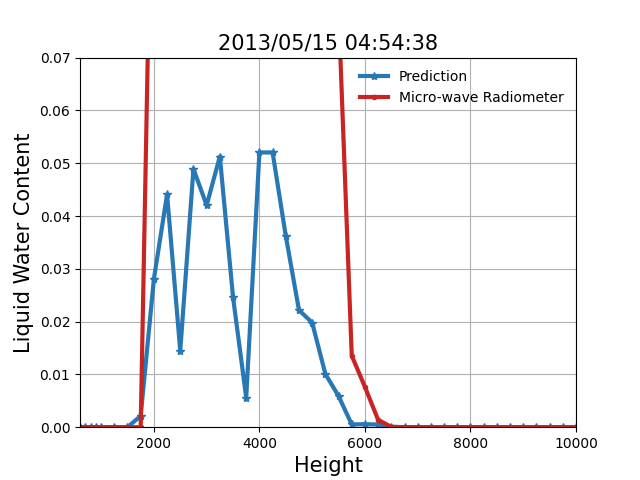 2013/05/15 04:54:38
0.07
0.06
0.05
0.04
0.03
0.02
0.01
0.00
Liquid Water Content
Prediction
Micro-wave Radiometer
2000 4000 6000 8000 10000
Height